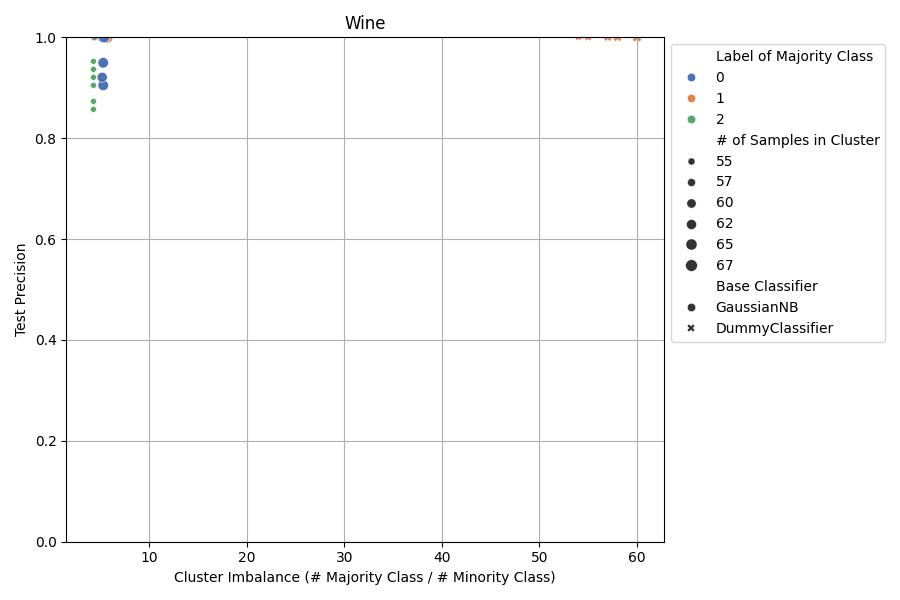 Wine
1.0
0.8
0.6
0.4
0.2
0.0
Test Precision
10
20
30
40
50
60
Cluster Imbalance (# Majority Class / # Minority Class)
Label of Majority Class
0
1
2
# of Samples in Cluster
55
57
60
62
65
67
Base Classifier
GaussianNB
DummyClassifier